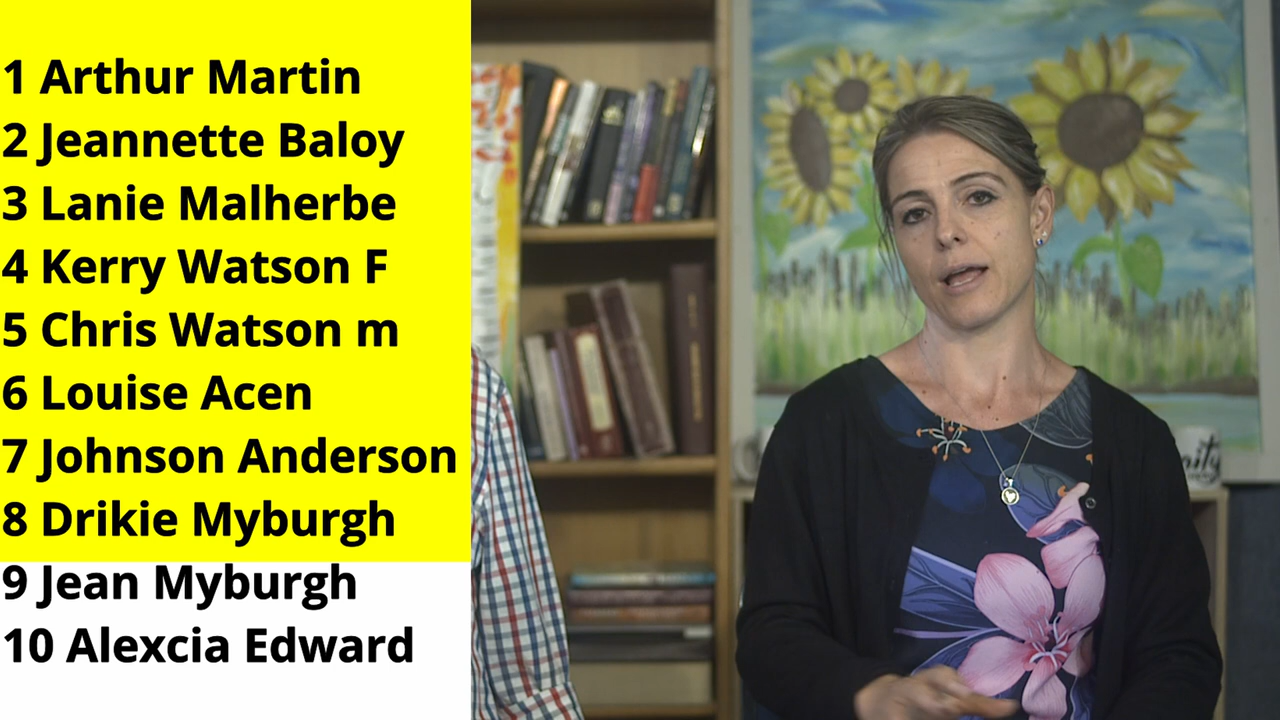 1 Arthur Martin
2 Jeannette Baloy
3 Lanie Malherbe
4 Kerry Watson F
5 Chris Watson m
6 Louise Acen
7 Johnson Anderson
8 Drikie Myburgh
9 Jean Myburgh
10 Alexcia Edward